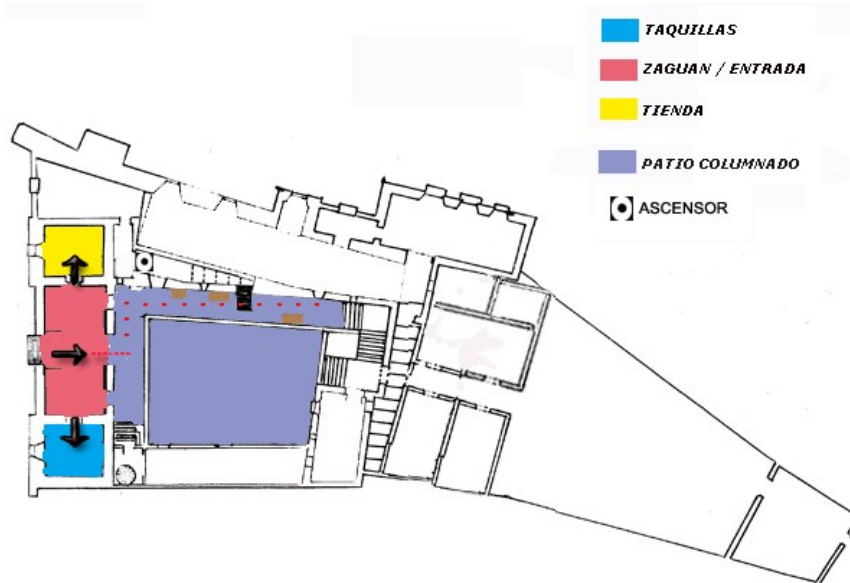 TAQUILLAS
ZAGUAN / ENTRADA
TIENDA
PATIO COLUMNADO
ASCENSOR